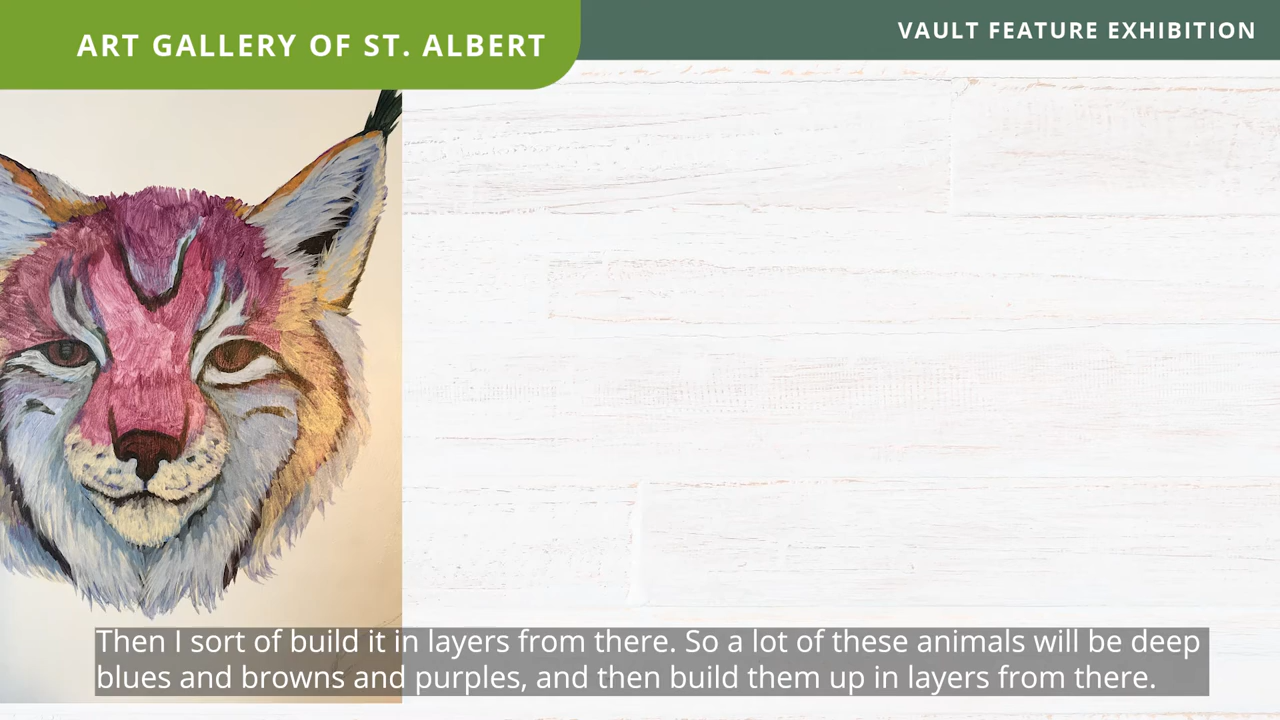 ART GALLERY OF ST. ALBERT
VAULT FEATURE EXHIBITION
Then I sort of build it in layers from there. So a lot of these animals will be deep
blues and browns and purples, and then build them up in layers from there.